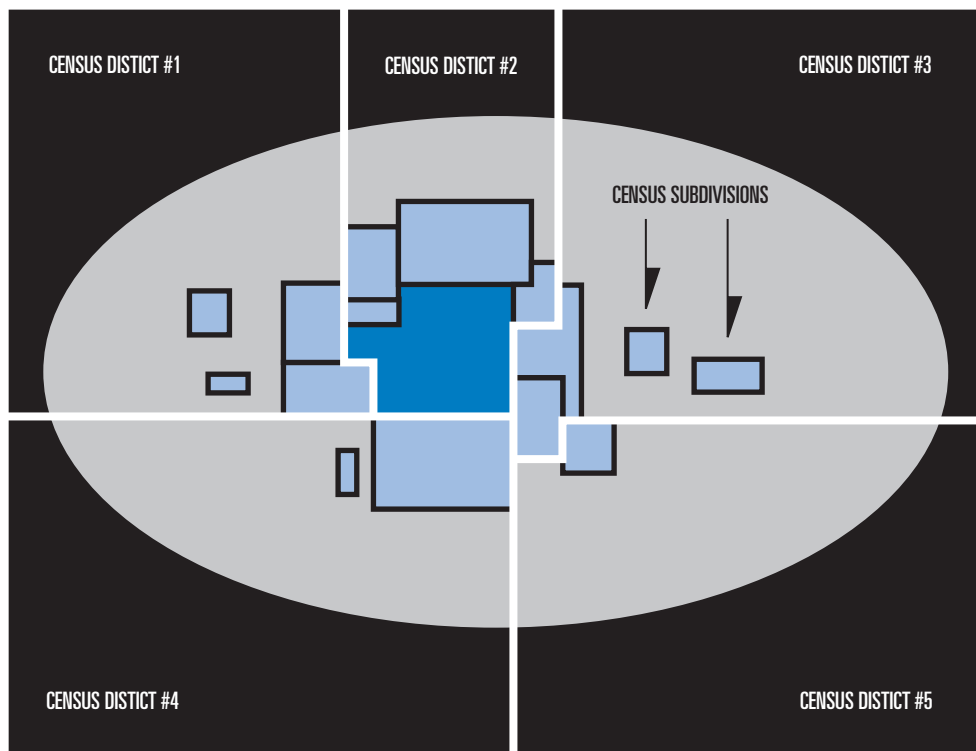 CENSUS DISTICT #1
CENSUS DISTICT #2
CENSUS DISTICT #3
CENSUS SUBDIVISIONS
CENSUS DISTICT #4
CENSUS DISTICT #5